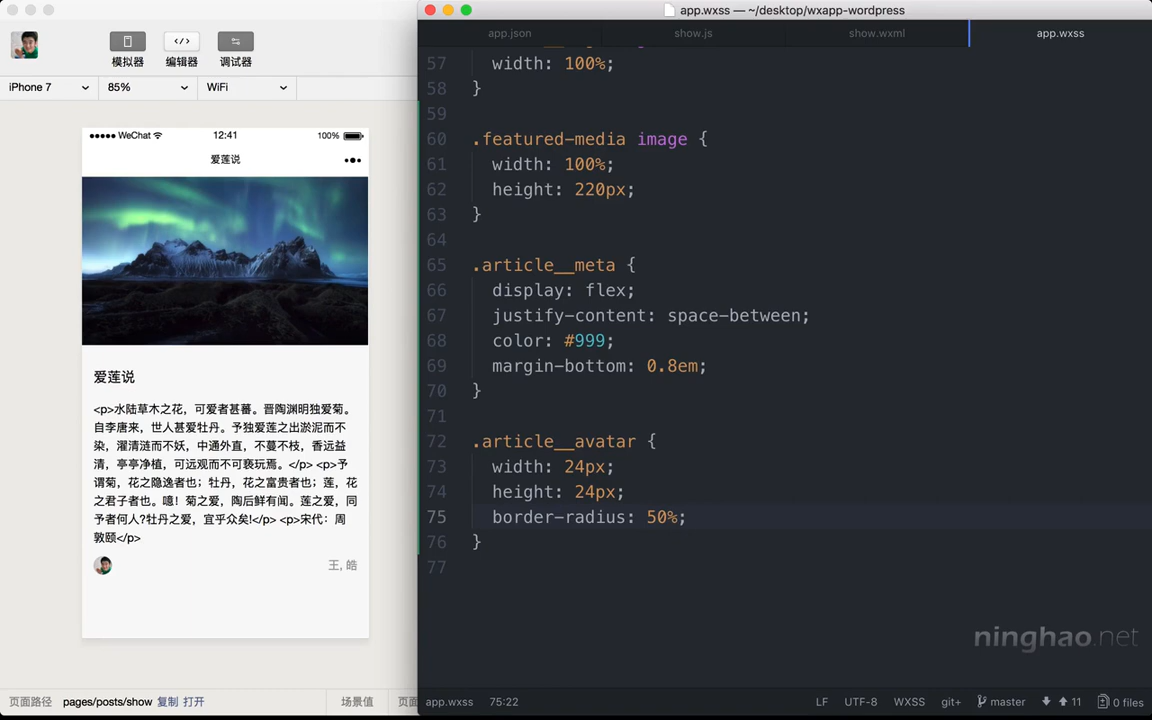 app.wxss — ~/desktop/wxapp-wordpress
模拟器 编辑器 调试器
iPhone 7 85% WiFi
WeChat 12:41 100%
爱莲说
爱莲说
<p>水陆草木之花，可爱者甚蕃。晋陶渊明独爱菊。
自李唐来，世人甚爱牡丹。予独爱莲之出淤泥而不
染，濯清涟而不妖，中通外直，不蔓不枝，香远益
清，亭亭净植，可远观而不可亵玩焉。</p> <p>予
谓菊，花之隐逸者也；牡丹，花之富贵者也；莲，花
之君子者也。噫！菊之爱，陶后鲜有闻。莲之爱，同
予者何人?牡丹之爱，宜乎众矣!</p> <p>宋代：周
敦颐</p>
王, 皓
页面路径 pages/posts/show 复制 打开 场景值 页面
app.json show.js show.wxml app.wxss
57 width: 100%;
58 }
59
60 .featured-media image {
61 width: 100%;
62 height: 220px;
63 }
64
65 .article__meta {
66 display: flex;
67 justify-content: space-between;
68 color: #999;
69 margin-bottom: 0.8em;
70 }
71
72 .article__avatar {
73 width: 24px;
74 height: 24px;
75 border-radius: 50%;
76 }
77
ninghao.net
app.wxss 75:22 LF UTF-8 WXSS git+ master 11 0 files